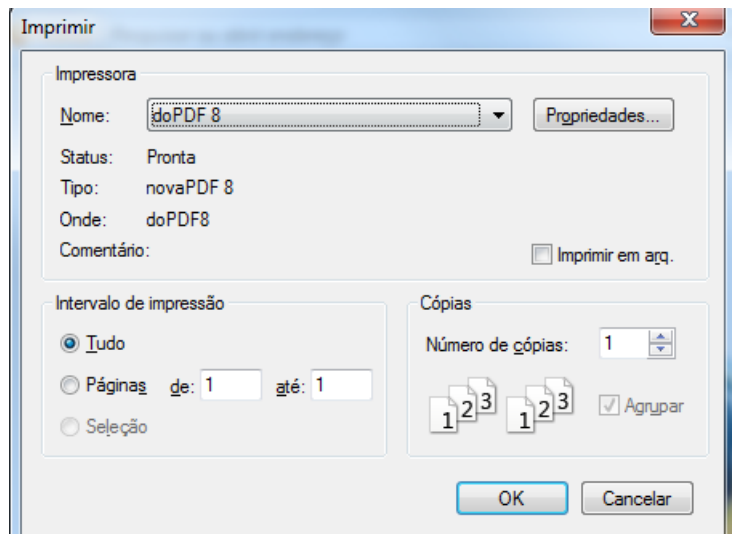 Imprimir
Impressora
Nome: doPDF 8 Propriedades...
Status: Pronta
Tipo: novaPDF 8
Onde: doPDF8
Comentário: Imprimir em arq.
Intervalo de impressão
Tudo
Páginas de: 1 até: 1
Seleção
Cópias
Número de cópias: 1
1 2 3 1 2 3 Agrupar
OK Cancelar